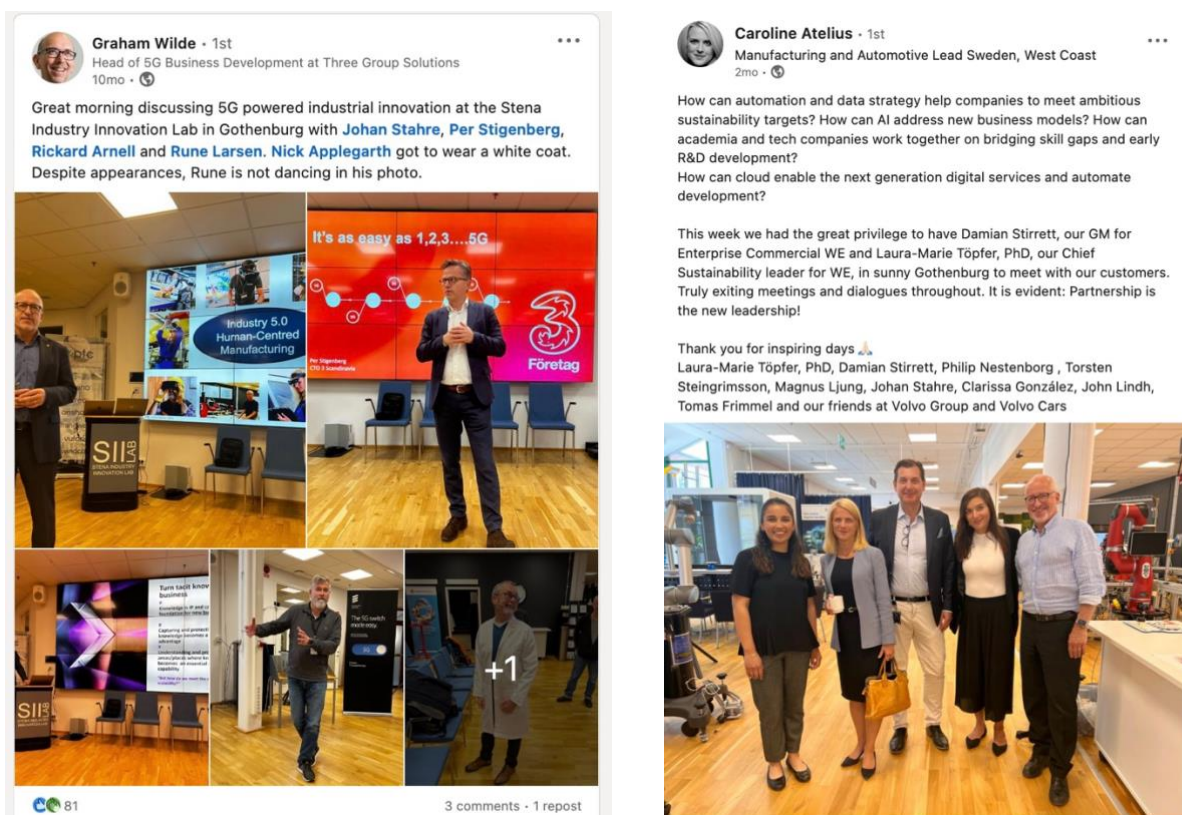 Graham Wilde · 1st
Head of 5G Business Development at Three Group Solutions
10mo ·
Great morning discussing 5G powered industrial innovation at the Stena
Industry Innovation Lab in Gothenburg with Johan Stahre, Per Stigenberg,
Rickard Arnell and Rune Larsen. Nick Applegarth got to wear a white coat.
Despite appearances, Rune is not dancing in his photo.
Industry 5.0
Human-Centred
Manufacturing
SII LAB
STENA INDUSTRY
INNOVATION LAB
It's as easy as 1,2,3....5G
Per Stigenberg
CTO 3 Scandinavia
3
Företag
Turn tacit know
business
SII LAB
The 5G switch
made easy.
+1
81
3 comments · 1 repost
Caroline Atelius · 1st
Manufacturing and Automotive Lead Sweden, West Coast
2mo ·
How can automation and data strategy help companies to meet ambitious
sustainability targets? How can AI address new business models? How can
academia and tech companies work together on bridging skill gaps and early
R&D development?
How can cloud enable the next generation digital services and automate
development?
This week we had the great privilege to have Damian Stirrett, our GM for
Enterprise Commercial WE and Laura-Marie Töpfer, PhD, our Chief
Sustainability leader for WE, in sunny Gothenburg to meet with our customers.
Truly exiting meetings and dialogues throughout. It is evident: Partnership is
the new leadership!
Thank you for inspiring days 🙏🏻
Laura-Marie Töpfer, PhD, Damian Stirrett, Philip Nestenborg , Torsten
Steingrimsson, Magnus Ljung, Johan Stahre, Clarissa González, John Lindh,
Tomas Frimmel and our friends at Volvo Group and Volvo Cars